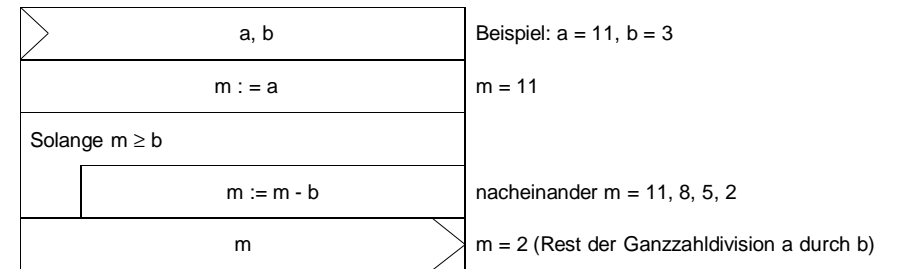 a, b
Beispiel: a = 11, b = 3
m : = a
m = 11
Solange m ≥ b
m := m - b
nacheinander m = 11, 8, 5, 2
m
m = 2 (Rest der Ganzzahldivision a durch b)